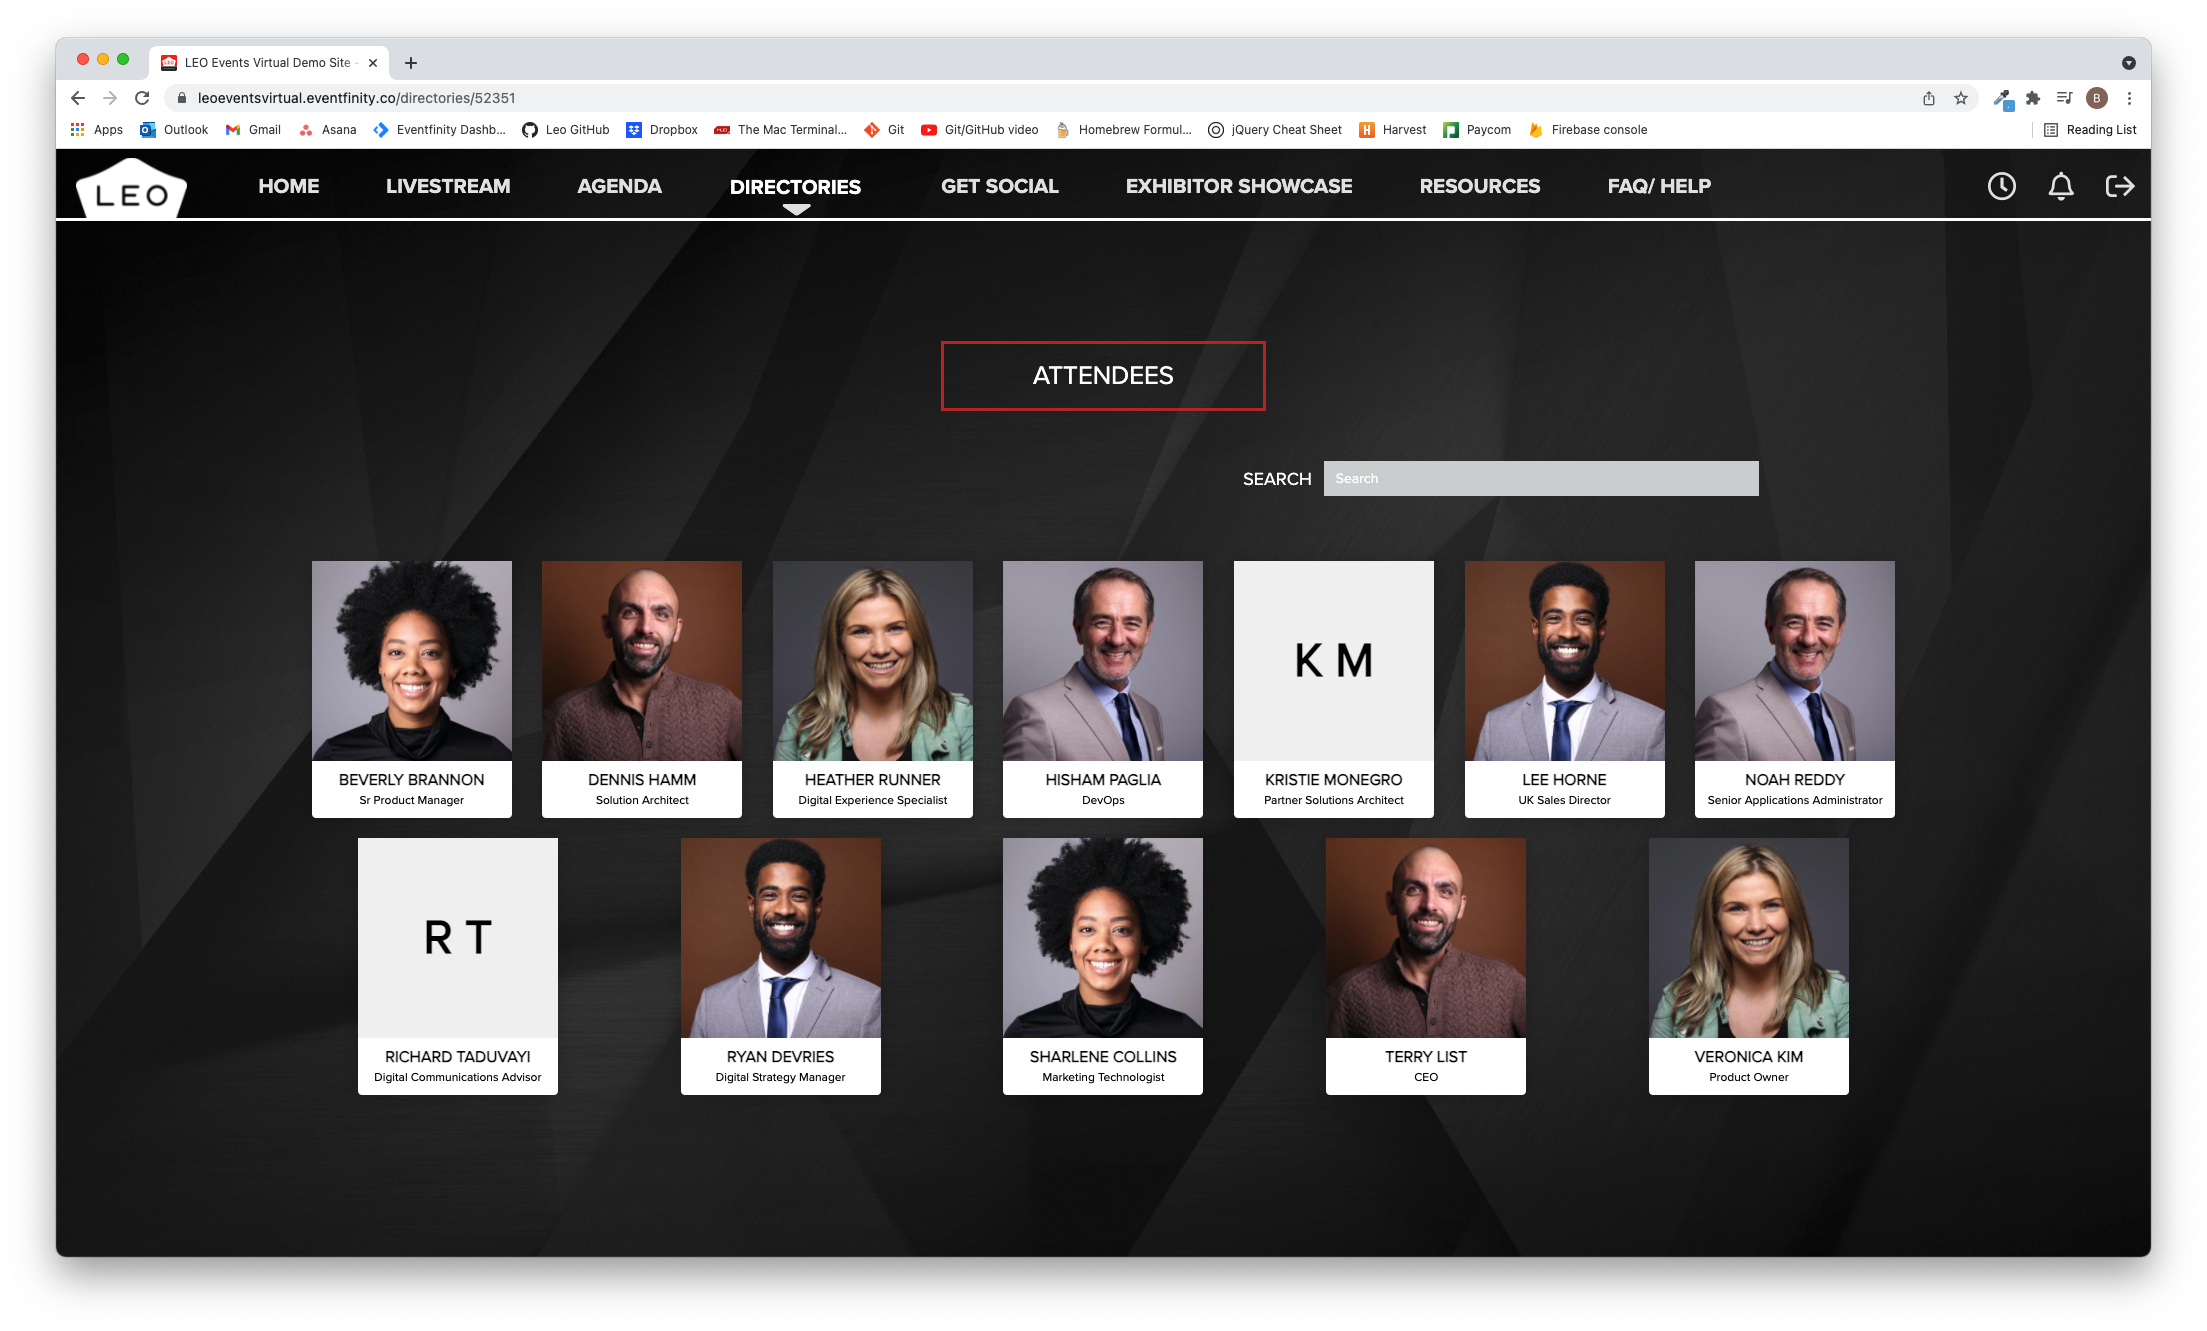 LEO Events Virtual Demo Site -
leoeventsvirtual.eventfinity.co/directories/52351
B
Apps Outlook Gmail Asana Eventfinity Dashb... Leo GitHub Dropbox The Mac Terminal... Git Git/GitHub video Homebrew Formul... jQuery Cheat Sheet Harvest Paycom Firebase console Reading List
LEO HOME LIVESTREAM AGENDA DIRECTORIES GET SOCIAL EXHIBITOR SHOWCASE RESOURCES FAQ/ HELP
ATTENDEES
SEARCH Search
K M
BEVERLY BRANNON DENNIS HAMM HEATHER RUNNER HISHAM PAGLIA KRISTIE MONEGRO LEE HORNE NOAH REDDY
Sr Product Manager Solution Architect Digital Experience Specialist DevOps Partner Solutions Architect UK Sales Director Senior Applications Administrator
R T
RICHARD TADUVAYI RYAN DEVRIES SHARLENE COLLINS TERRY LIST VERONICA KIM
Digital Communications Advisor Digital Strategy Manager Marketing Technologist CEO Product Owner